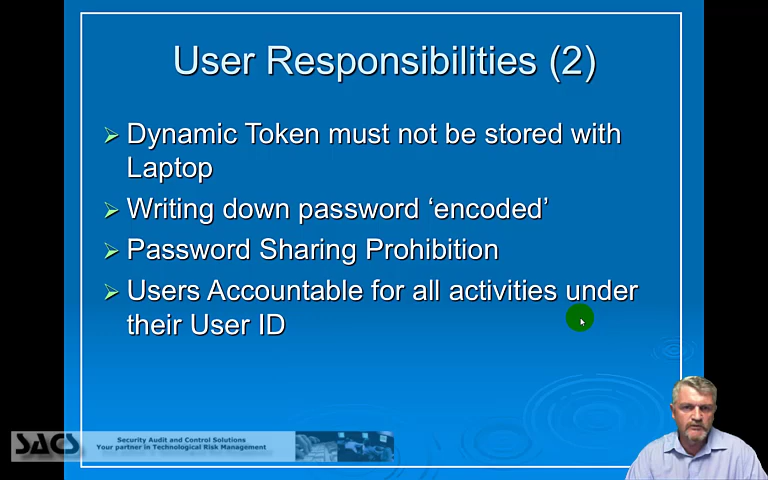 User Responsibilities (2)
Dynamic Token must not be stored with
Laptop
Writing down password ‘encoded’
Password Sharing Prohibition
Users Accountable for all activities under
their User ID
SACS
Security Audit and Control Solutions
Your partner in Technological Risk Management